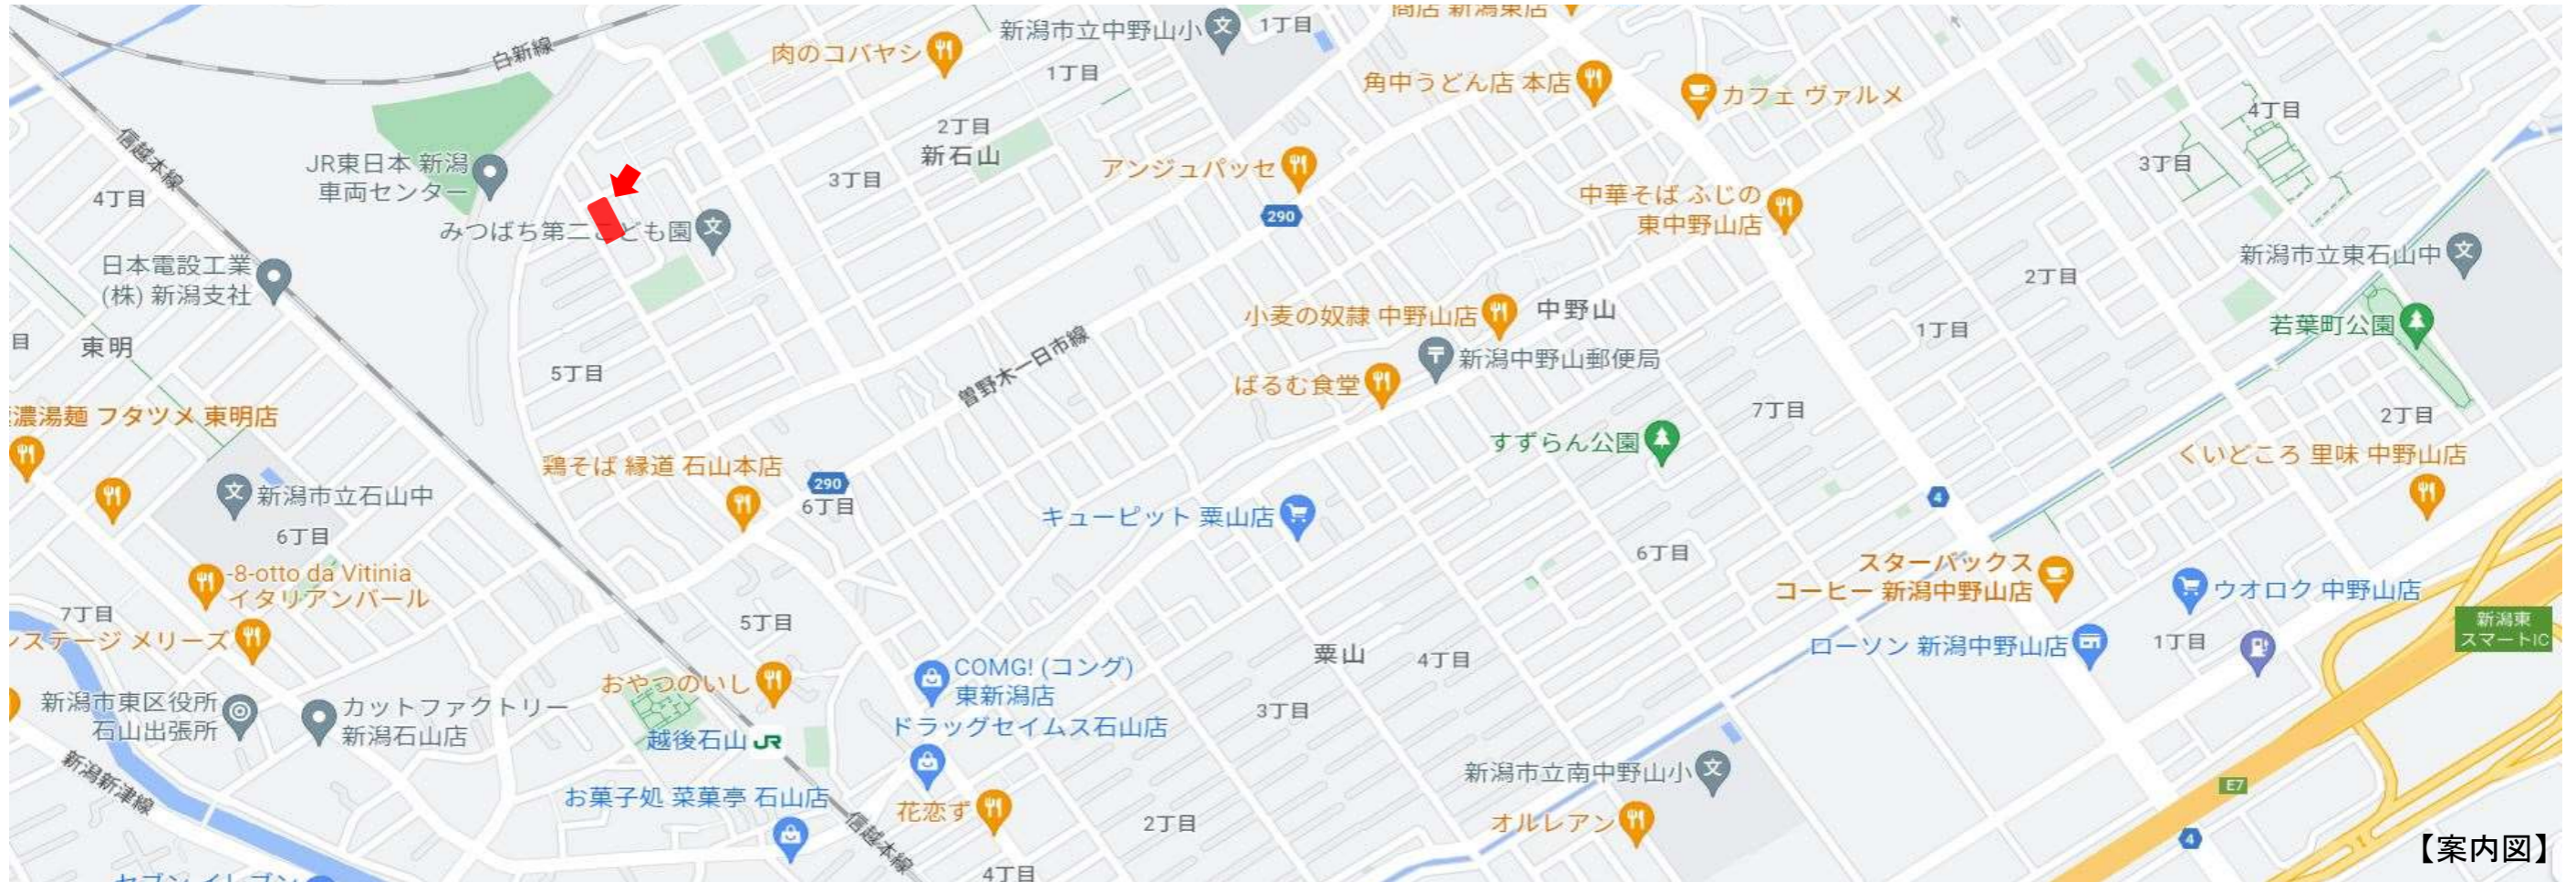 商店 新潟東店
新潟市立中野山小
1丁目
白新線
肉のコバヤシ
1丁目
角中うどん店 本店
カフェ ヴァルメ
4丁目
2丁目
新石山
信越本線
JR東日本 新潟
車両センター
4丁目
3丁目
アンジュパッセ
3丁目
中華そば ふじの
東中野山店
290
みつばち第二こども園
新潟市立東石山中
日本電設工業
(株) 新潟支社
2丁目
小麦の奴隷 中野山店
中野山
若葉町公園
1丁目
目
東明
曽野木一日市線
新潟中野山郵便局
5丁目
ばるむ食堂
7丁目
2丁目
濃湯麺 フタツメ 東明店
すずらん公園
くいどころ 里味 中野山店
鶏そば 縁道 石山本店
290
6丁目
新潟市立石山中
4
キューピット 粟山店
6丁目
6丁目
スターバックス
コーヒー 新潟中野山店
-8-otto da Vitinia
イタリアンバール
ウオロク 中野山店
7丁目
5丁目
新潟東
スマートIC
ンステージ メリーズ
ローソン 新潟中野山店
1丁目
粟山
4丁目
COMG! (コング)
東新潟店
おやつのいし
新潟市東区役所
石山出張所
カットファクトリー
新潟石山店
3丁目
ドラッグセイムス石山店
越後石山 JR
新潟新津線
新潟市立南中野山小
E7
お菓子処 菜菓亭 石山店
花恋ず
2丁目
オルレアン
信越本線
4
【案内図】
4丁目
セブン-イレブン